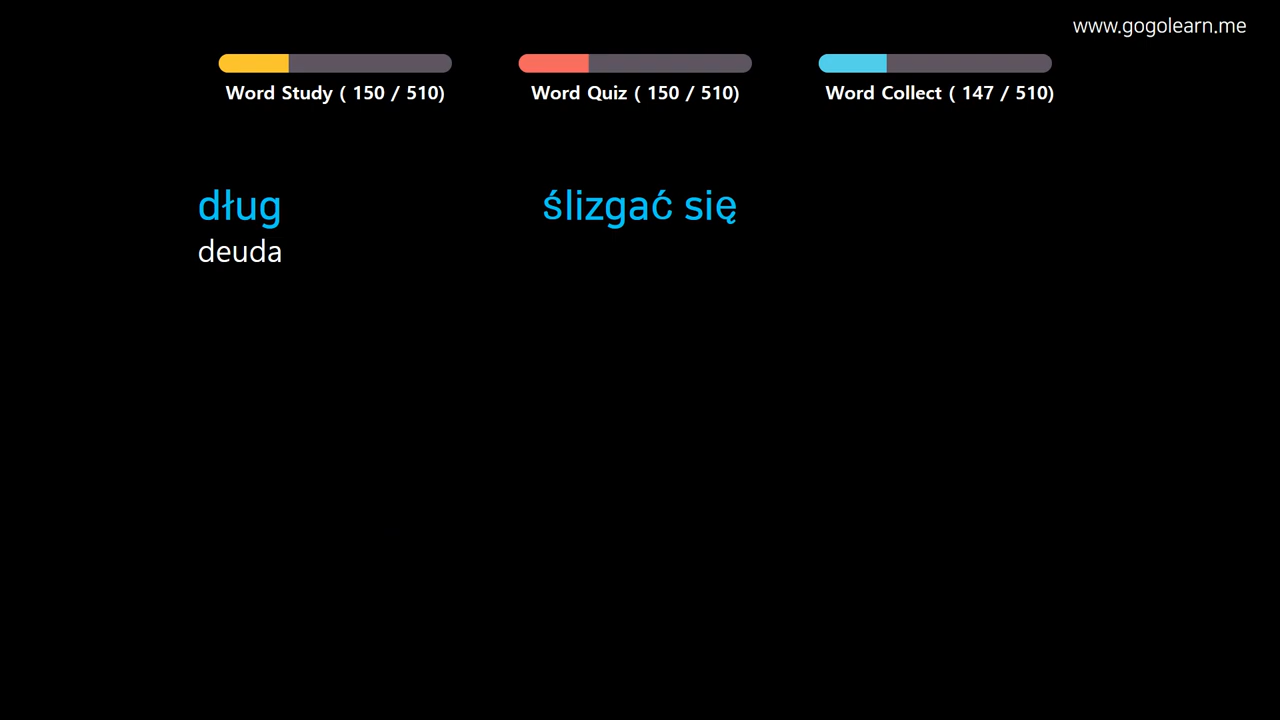 www.gogolearn.me
Word Study ( 150 / 510)
Word Quiz ( 150 / 510)
Word Collect ( 147 / 510)
dług
deuda
ślizgać się